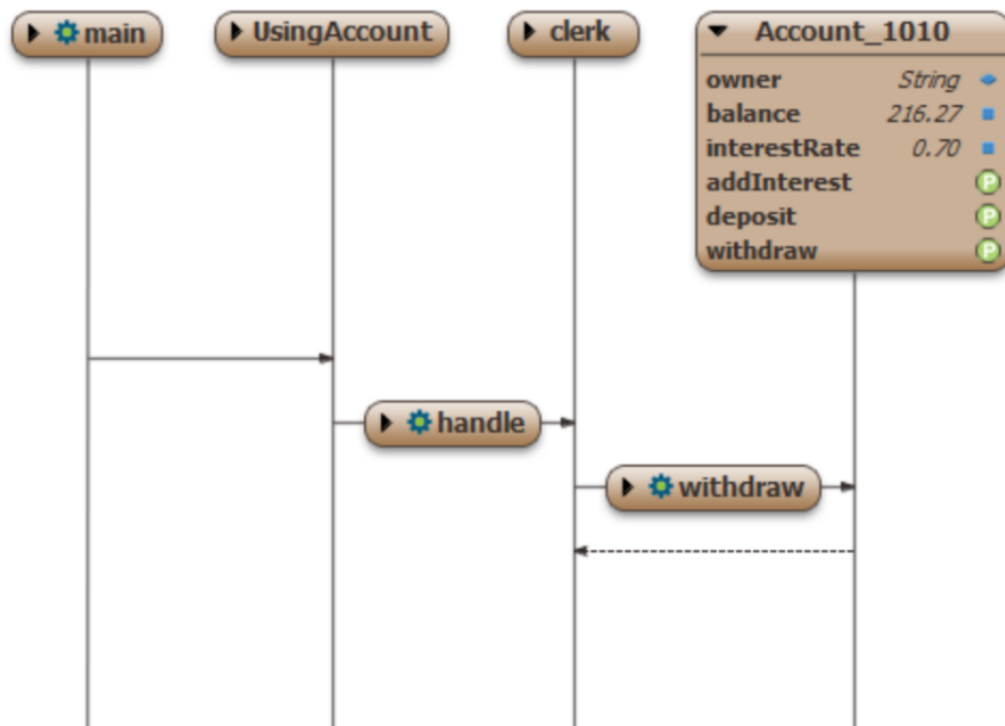 main
UsingAccount
clerk
Account_1010
owner String
balance 216.27
interestRate 0.70
addInterest P
deposit P
withdraw P
handle
withdraw